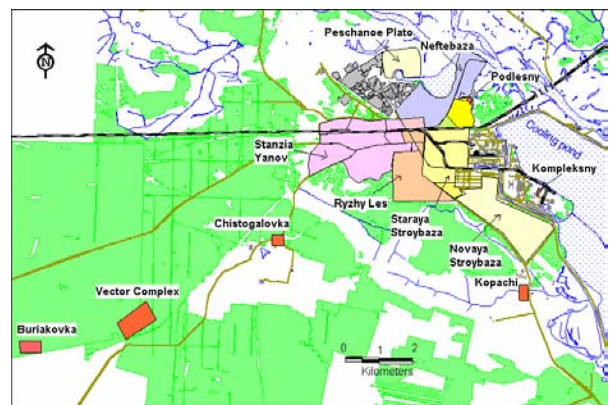 Peschanoe Plato
Neftebaza
Podlesny
N
Cooling pond
Stanzia
Yanov
Kompleksny
Ryzhy Les
Staraya
Stroybaza
Chistogalovka
Novaya
Stroybaza
Kopachi
Vector Complex
Buriakovka
0 1 2
Kilometers